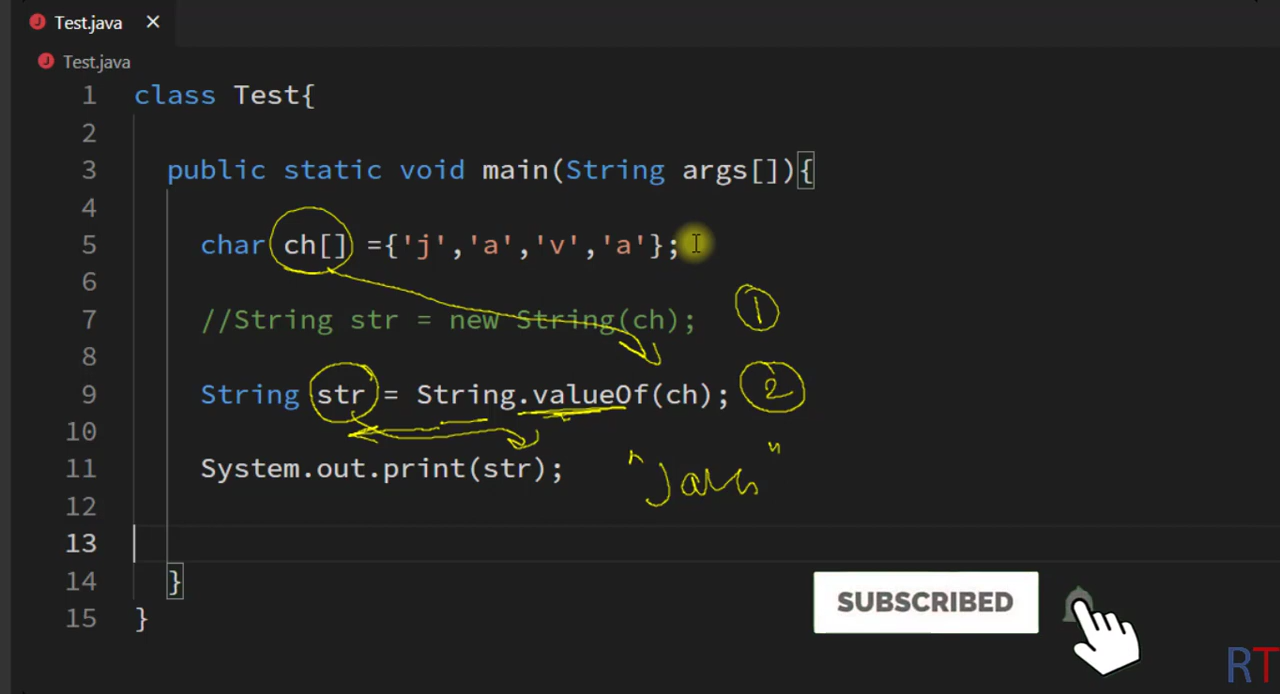 Test.java
Test.java
1 class Test{
2
3 public static void main(String args[]){
4
5 char ch[] ={'j','a','v','a'};
6
7 //String str = new String(ch); 1
8
9 String str = String.valueOf(ch); 2
10
11 System.out.print(str); "Java"
12
13
14 }
15 }
SUBSCRIBED
RT